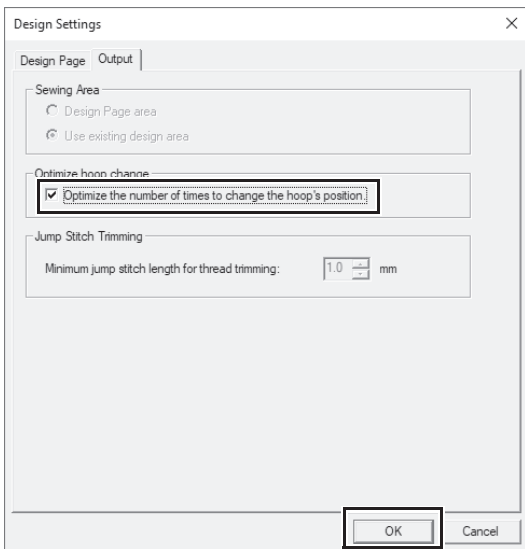 Design Settings
Design Page Output
Sewing Area
Design Page area
Use existing design area
Optimize hoop change
Optimize the number of times to change the hoop's position.
Jump Stitch Trimming
Minimum jump stitch length for thread trimming: 1.0 mm
OK Cancel